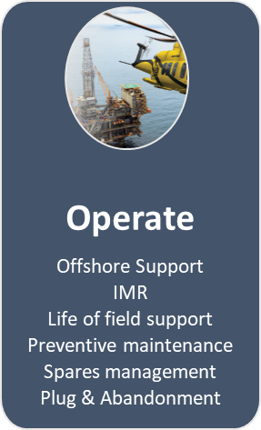 Operate
Offshore Support
IMR
Life of field support
Preventive maintenance
Spares management
Plug & Abandonment